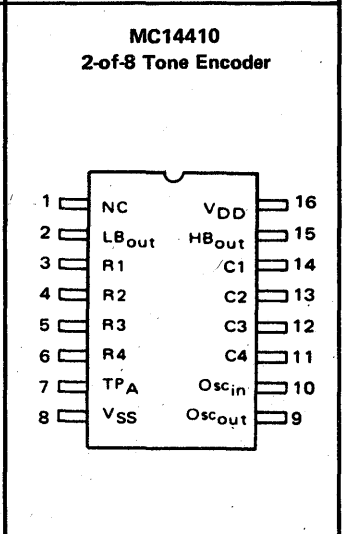 MC14410
2-of-8 Tone Encoder
1 NC VDD 16
2 LBout HBout 15
3 R1 C1 14
4 R2 C2 13
5 R3 C3 12
6 R4 C4 11
7 TPA Oscin 10
8 VSS Oscout 9